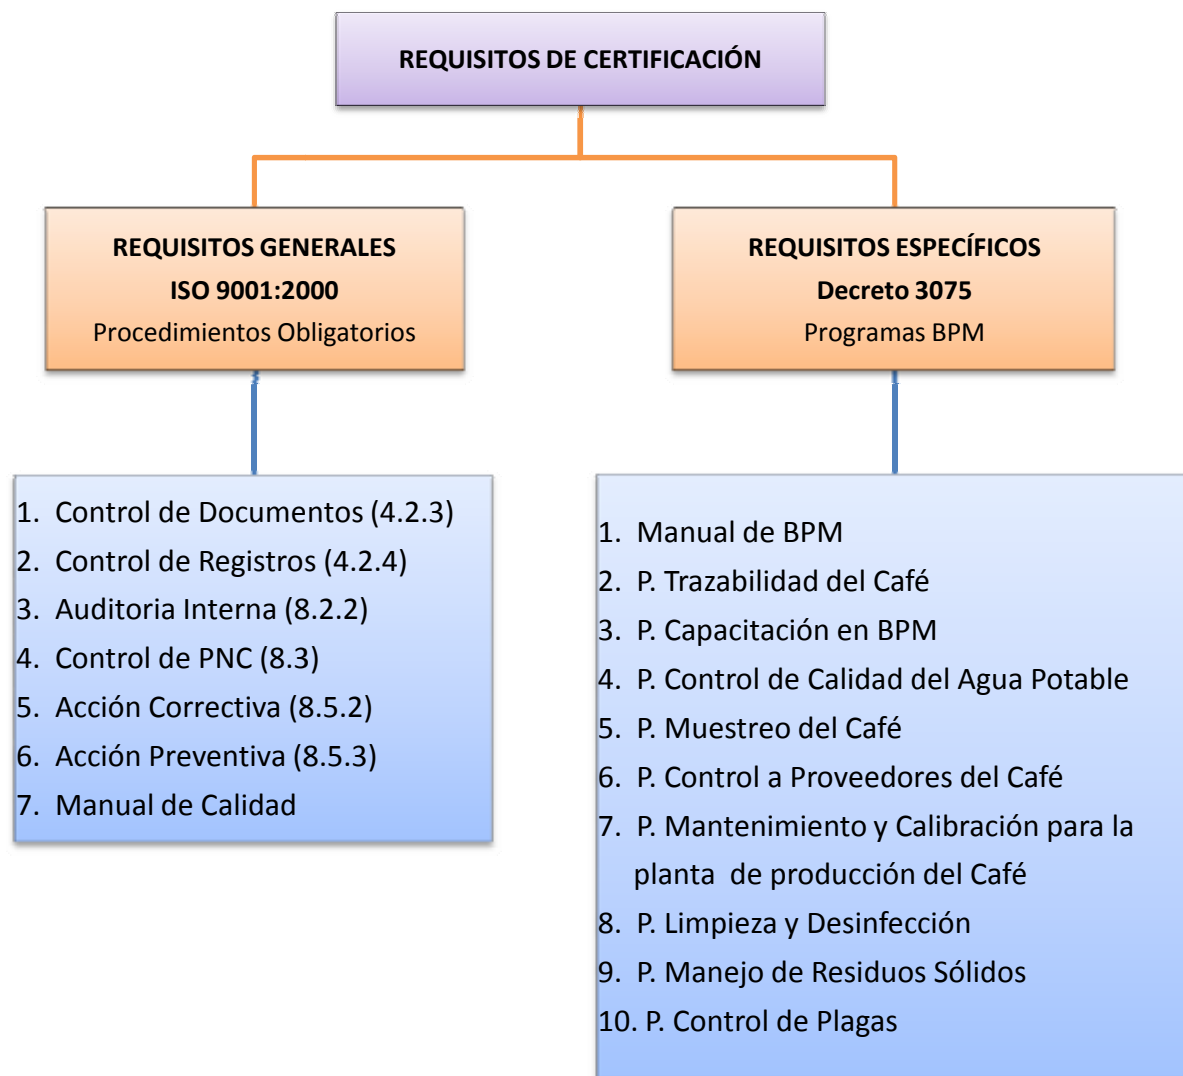 REQUISITOS DE CERTIFICACIÓN
REQUISITOS GENERALES
ISO 9001:2000
Procedimientos Obligatorios
REQUISITOS ESPECÍFICOS
Decreto 3075
Programas BPM
1. Control de Documentos (4.2.3)
2. Control de Registros (4.2.4)
3. Auditoria Interna (8.2.2)
4. Control de PNC (8.3)
5. Acción Correctiva (8.5.2)
6. Acción Preventiva (8.5.3)
7. Manual de Calidad
1. Manual de BPM
2. P. Trazabilidad del Café
3. P. Capacitación en BPM
4. P. Control de Calidad del Agua Potable
5. P. Muestreo del Café
6. P. Control a Proveedores del Café
7. P. Mantenimiento y Calibración para la
planta de producción del Café
8. P. Limpieza y Desinfección
9. P. Manejo de Residuos Sólidos
10. P. Control de Plagas